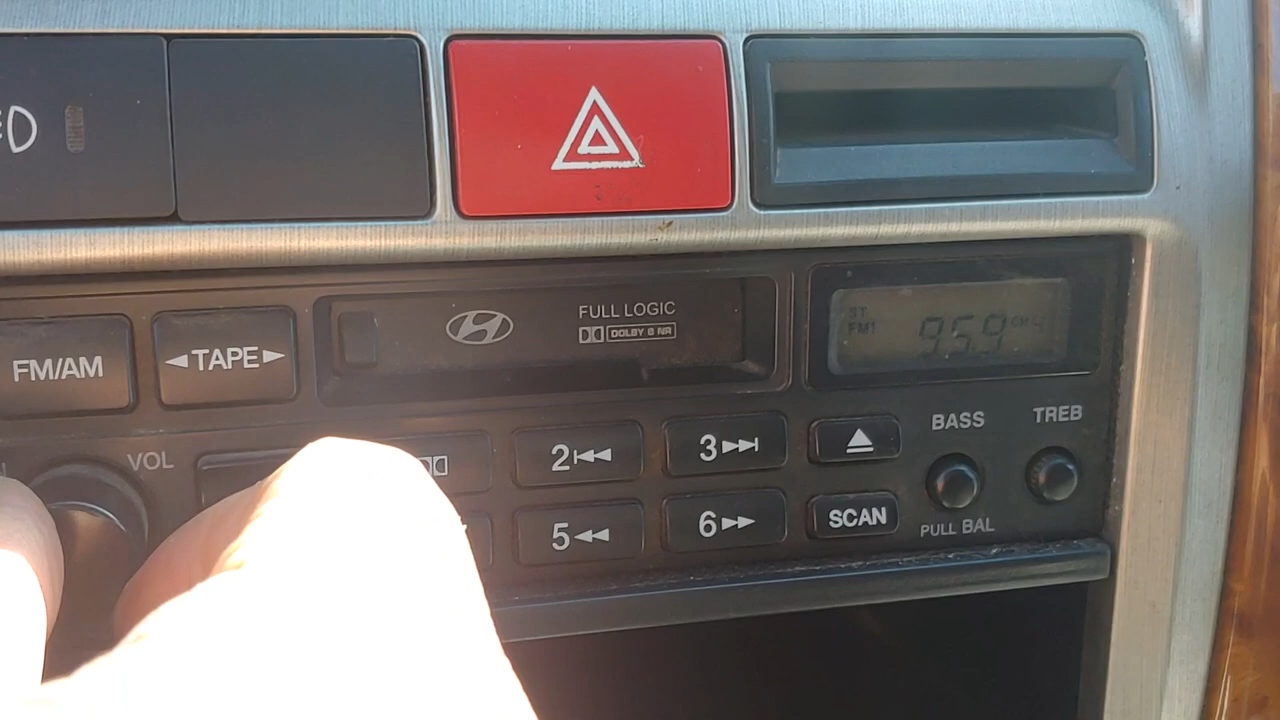 FULL LOGIC
DOLBY B NR
ST
FM1
95.9
CH
FM/AM
TAPE
VOL
2
3
BASS
TREB
5
6
SCAN
PULL BAL